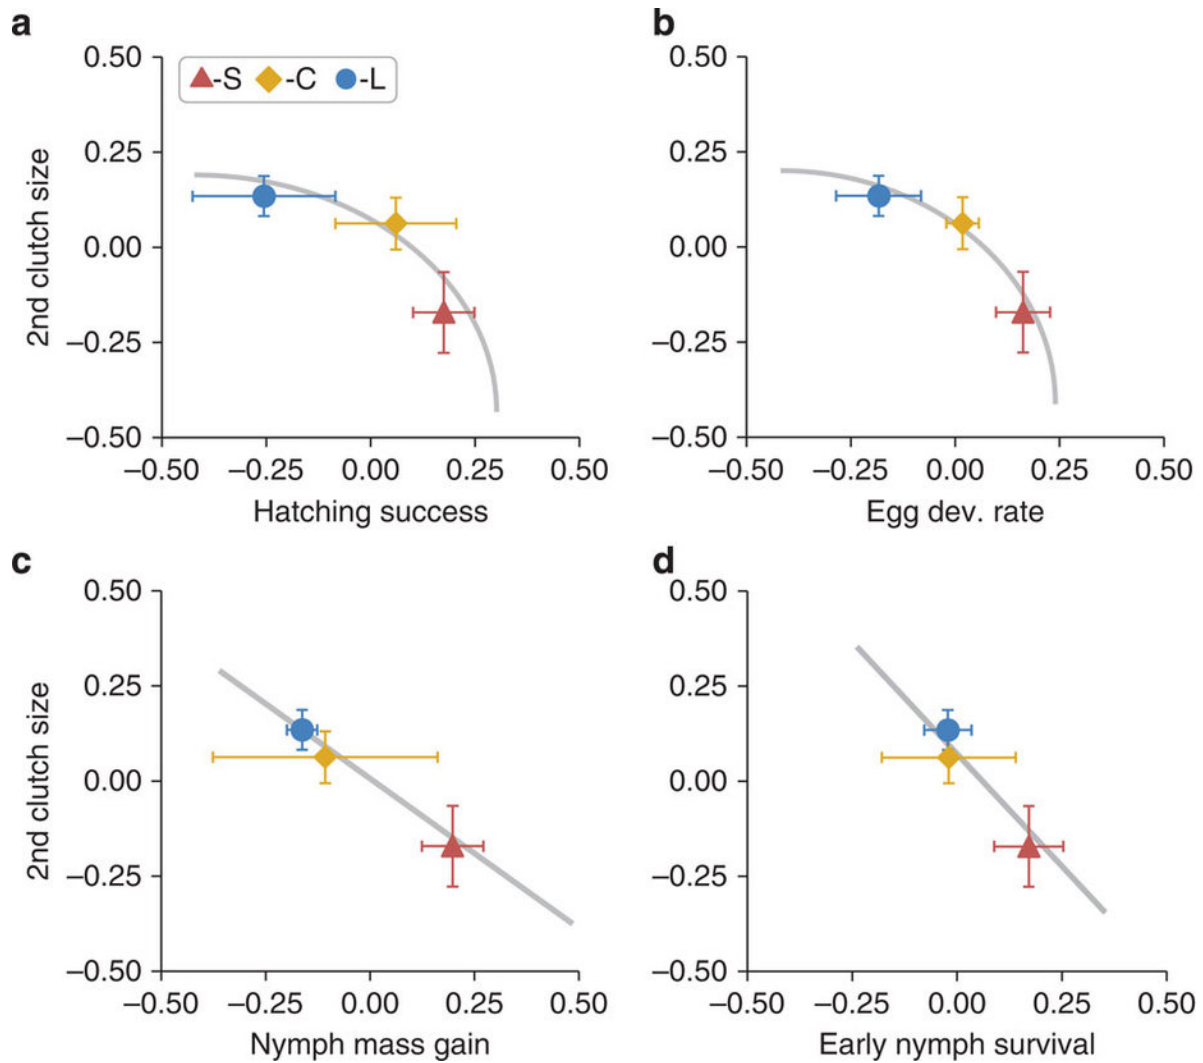 a
0.50
0.25
0.00
−0.25
−0.50
2nd clutch size
-S -C -L
−0.50 −0.25 0.00 0.25 0.50
Hatching success
b
0.50
0.25
0.00
−0.25
−0.50
−0.50 −0.25 0.00 0.25 0.50
Egg dev. rate
c
0.50
0.25
0.00
−0.25
−0.50
2nd clutch size
−0.50 −0.25 0.00 0.25 0.50
Nymph mass gain
d
0.50
0.25
0.00
−0.25
−0.50
−0.50 −0.25 0.00 0.25 0.50
Early nymph survival